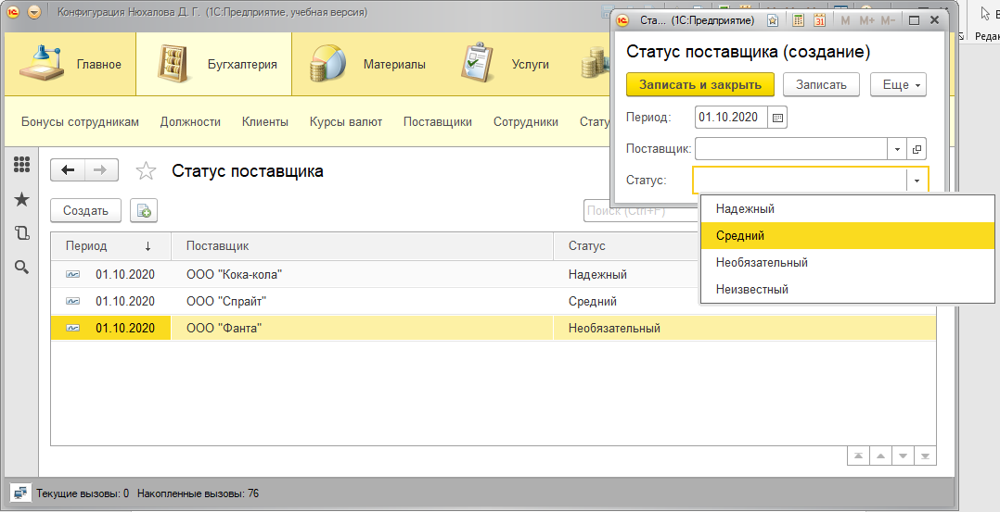 Конфигурация Нюхалова Д. Г. (1С:Предприятие, учебная версия)
Ста... (1С:Предприятие)
31 M M+ M−
Статус поставщика (создание)
Записать и закрыть Записать Еще
Период: 01.10.2020
Поставщик:
Статус:
Надежный
Средний
Необязательный
Неизвестный
Редак
Главное Бухгалтерия Материалы Услуги
Бонусы сотрудникам Должности Клиенты Курсы валют Поставщики Сотрудники Стату
Статус поставщика
Создать Поиск (Ctrl+F)
Период ↓ Поставщик Статус
01.10.2020 ООО "Кока-кола" Надежный
01.10.2020 ООО "Спрайт" Средний
01.10.2020 ООО "Фанта" Необязательный
Текущие вызовы: 0 Накопленные вызовы: 76